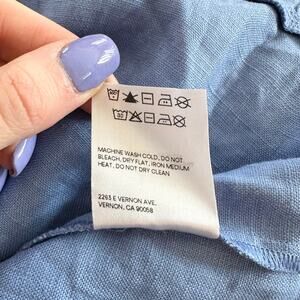 MACHINE WASH COLD, DO NOT
BLEACH, DRY FLAT, IRON MEDIUM
HEAT. DO NOT DRY CLEAN
2263 E VERNON AVE,
VERNON, CA 90058